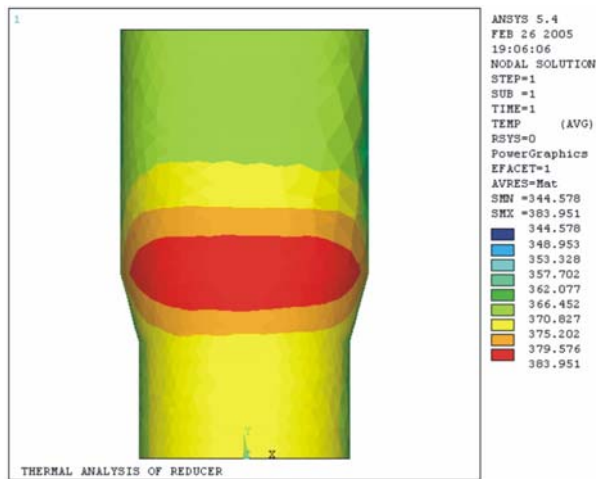 1
ANSYS 5.4
FEB 26 2005
19:06:06
NODAL SOLUTION
STEP=1
SUB =1
TIME=1
TEMP (AVG)
RSYS=0
PowerGraphics
EFACET=1
AVRES=Mat
SMN =344.578
SMX =383.951
344.578
348.953
353.328
357.702
362.077
366.452
370.827
375.202
379.576
383.951
Y
X
THERMAL ANALYSIS OF REDUCER